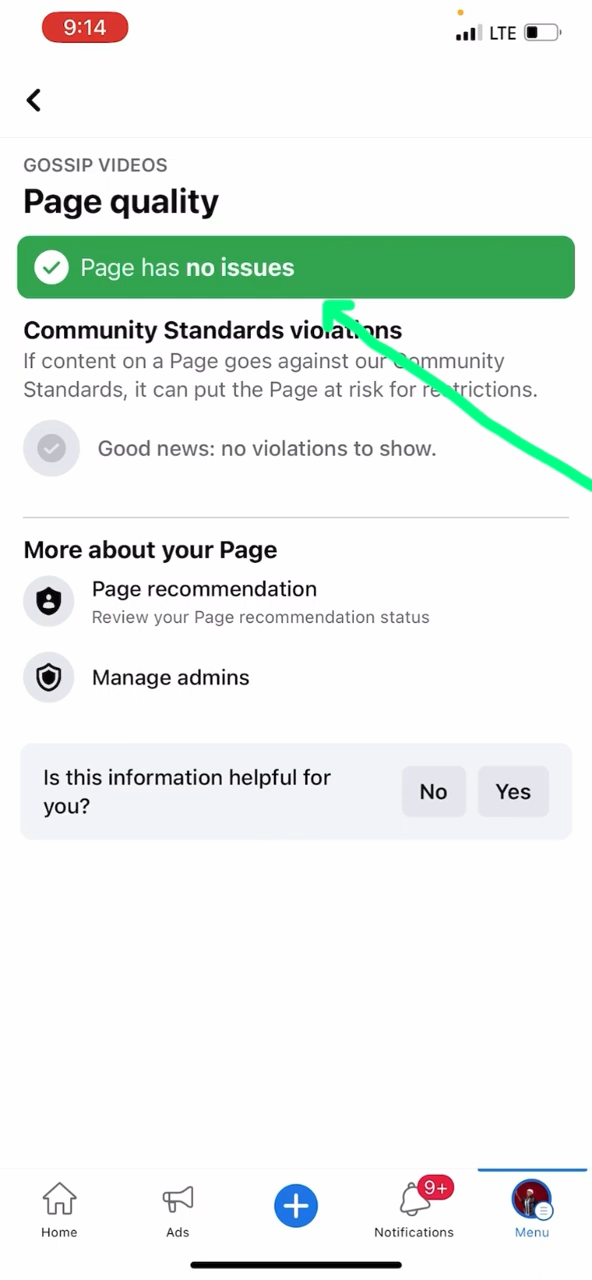 9:14
LTE
GOSSIP VIDEOS
Page quality
Page has no issues
Community Standards violations
If content on a Page goes against our Community
Standards, it can put the Page at risk for restrictions.
Good news: no violations to show.
More about your Page
Page recommendation
Review your Page recommendation status
Manage admins
Is this information helpful for
you?
No
Yes
9+
Home
Ads
Notifications
Menu